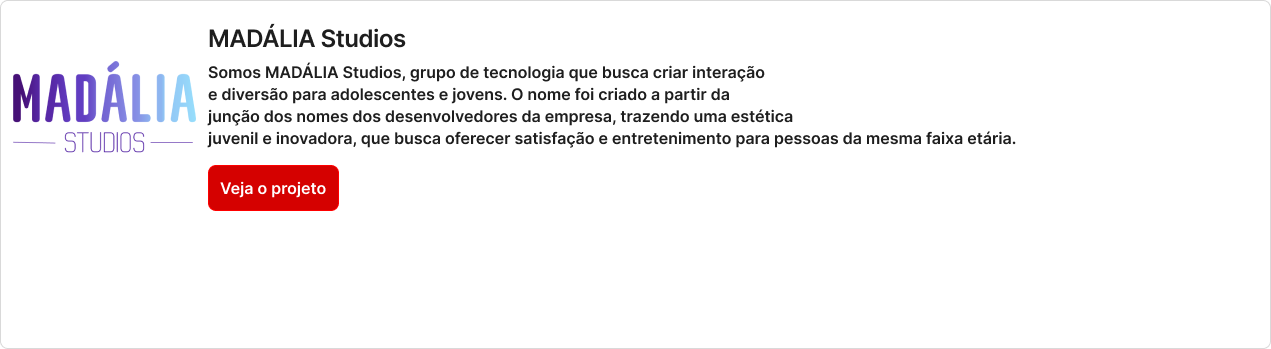 MADÁLIA Studios
MADÁLIA
STUDIOS
Somos MADÁLIA Studios, grupo de tecnologia que busca criar interação
e diversão para adolescentes e jovens. O nome foi criado a partir da
junção dos nomes dos desenvolvedores da empresa, trazendo uma estética
juvenil e inovadora, que busca oferecer satisfação e entretenimento para pessoas da mesma faixa etária.
Veja o projeto